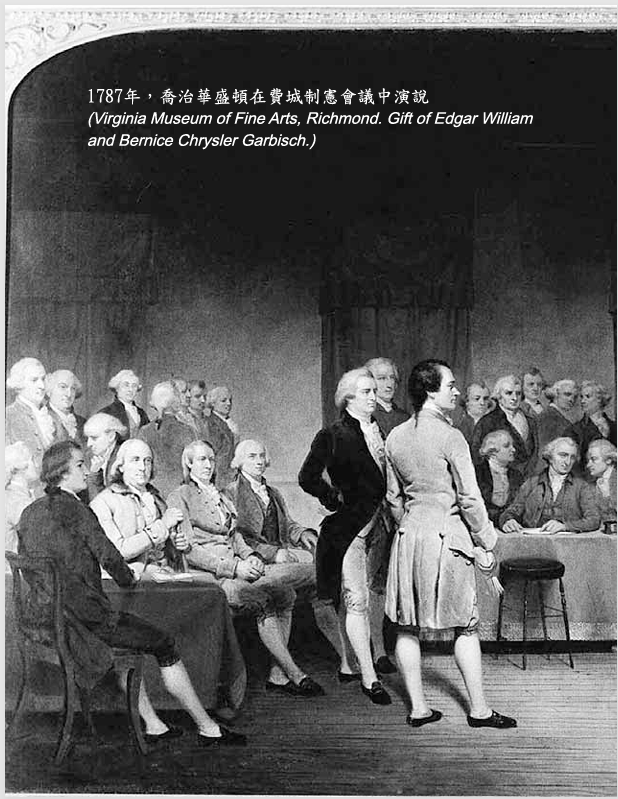 1787年，喬治華盛頓在費城制憲會議中演說
(Virginia Museum of Fine Arts, Richmond. Gift of Edgar William
and Bernice Chrysler Garbisch.)